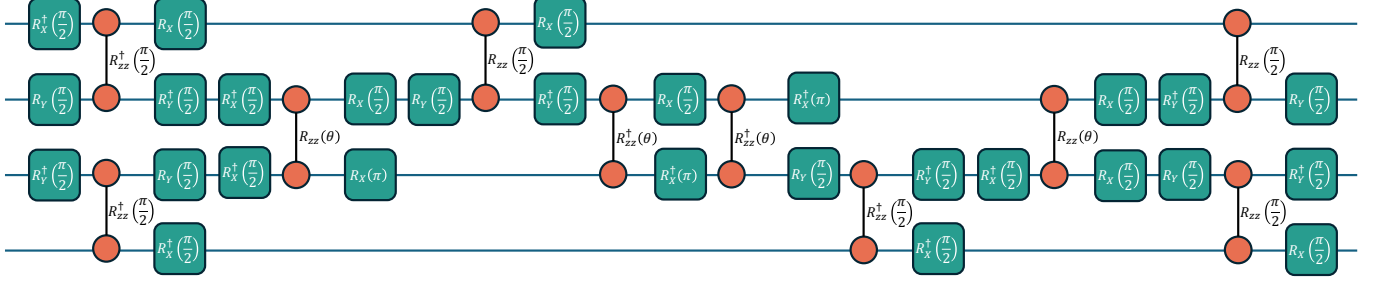 R_X^†(π/2) R_X(π/2) R_X(π/2)
R_zz^†(π/2) R_zz(π/2) R_zz(π/2)
R_Y(π/2) R_Y^†(π/2) R_X^†(π/2) R_X(π/2) R_Y(π/2) R_Y^†(π/2) R_X(π/2) R_X^†(π) R_X(π/2) R_Y^†(π/2) R_Y(π/2)
R_zz(θ) R_zz^†(θ) R_zz^†(θ) R_zz(θ)
R_Y^†(π/2) R_Y(π/2) R_X^†(π/2) R_X(π) R_X^†(π) R_Y(π/2) R_Y^†(π/2) R_X^†(π/2) R_X(π/2) R_Y(π/2) R_Y^†(π/2)
R_zz^†(π/2) R_zz^†(π/2) R_zz(π/2)
R_X^†(π/2) R_X^†(π/2) R_X(π/2)